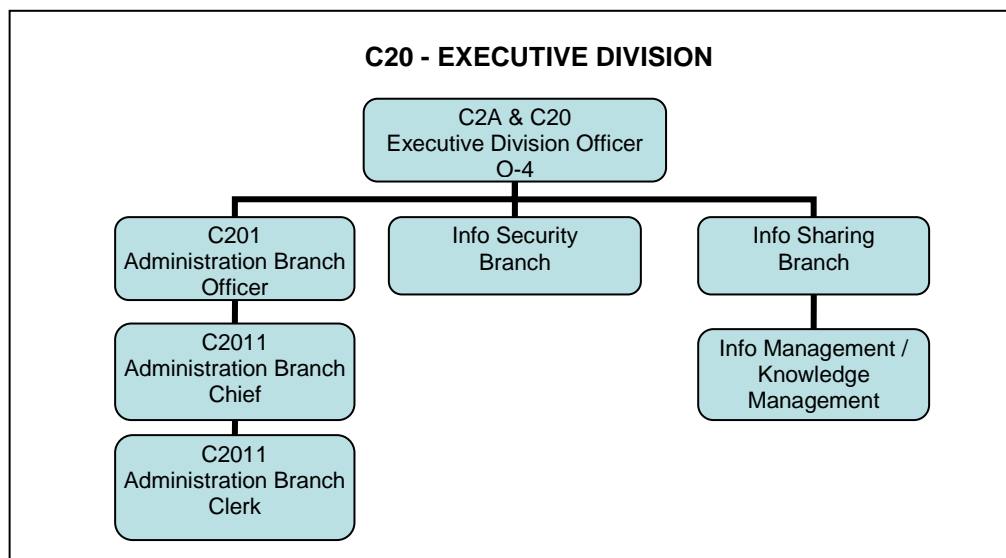 C20 - EXECUTIVE DIVISION
C2A & C20
Executive Division Officer
O-4
C201
Administration Branch
Officer
Info Security
Branch
Info Sharing
Branch
C2011
Administration Branch
Chief
Info Management /
Knowledge
Management
C2011
Administration Branch
Clerk